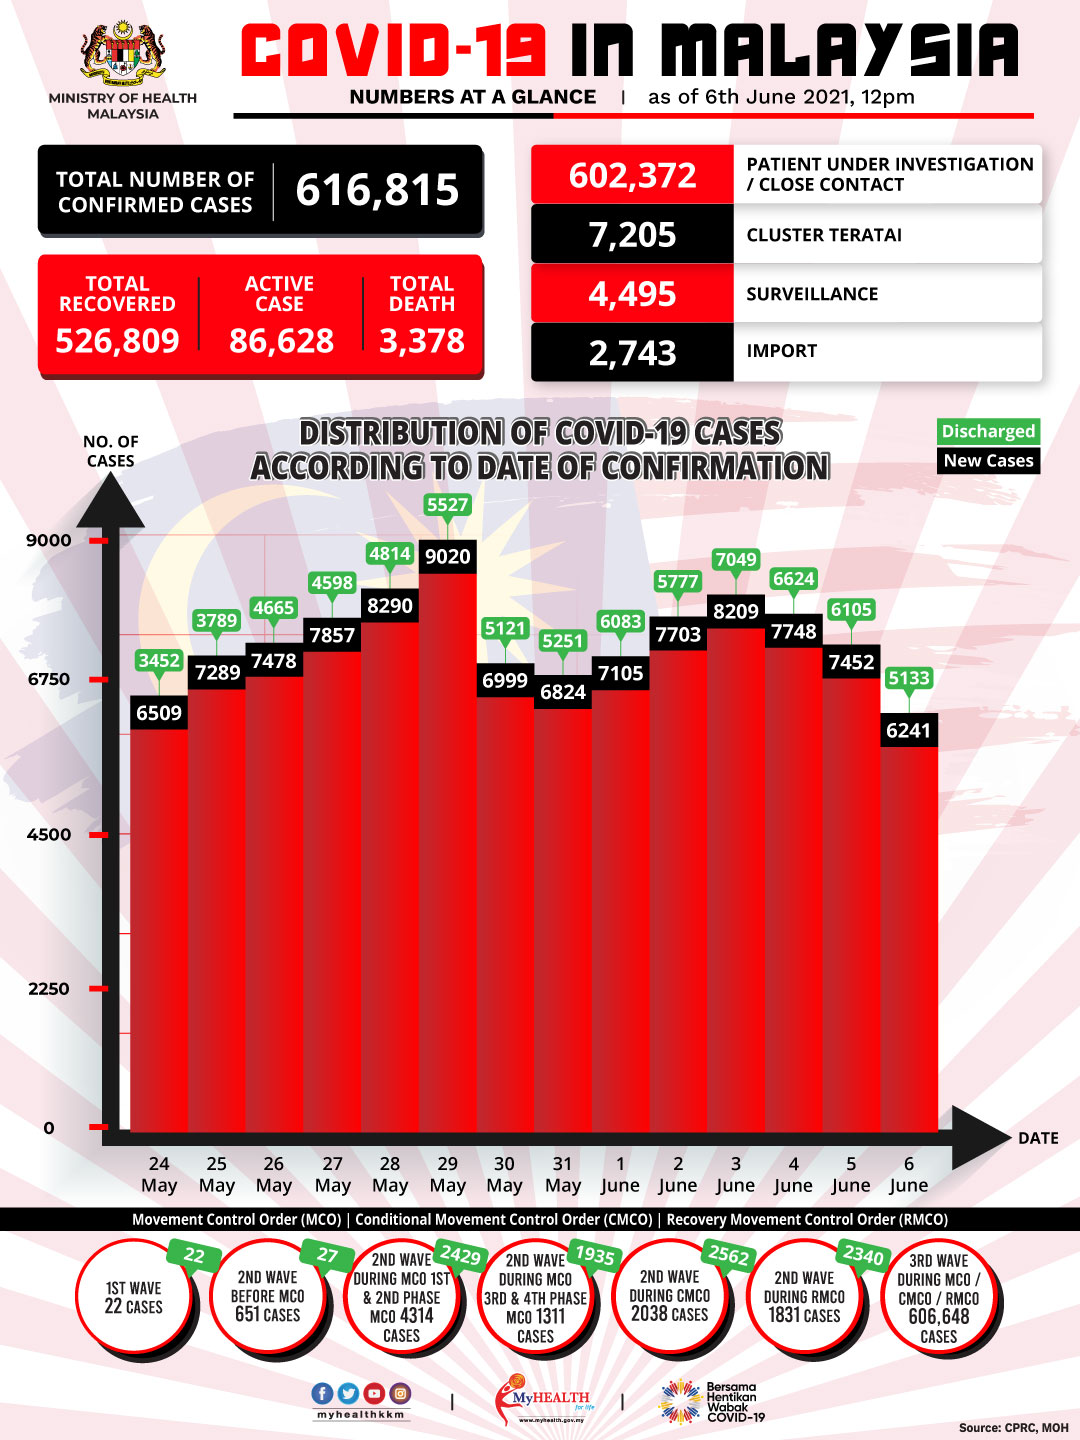 MINISTRY OF HEALTH
MALAYSIA
COVID-19 IN MALAYSIA
NUMBERS AT A GLANCE | as of 6th June 2021, 12pm
TOTAL NUMBER OF
CONFIRMED CASES
616,815
TOTAL
RECOVERED
526,809
ACTIVE
CASE
86,628
TOTAL
DEATH
3,378
602,372
PATIENT UNDER INVESTIGATION
/ CLOSE CONTACT
7,205
CLUSTER TERATAI
4,495
SURVEILLANCE
2,743
IMPORT
DISTRIBUTION OF COVID-19 CASES
ACCORDING TO DATE OF CONFIRMATION
Discharged
New Cases
NO. OF
CASES
9000
6750
4500
2250
0
3452
6509
3789
7289
4665
7478
4598
7857
4814
8290
5527
9020
5121
6999
5251
6824
6083
7105
5777
7703
7049
8209
6624
7748
6105
7452
5133
6241
DATE
24
May
25
May
26
May
27
May
28
May
29
May
30
May
31
May
1
June
2
June
3
June
4
June
5
June
6
June
Movement Control Order (MCO) | Conditional Movement Control Order (CMCO) | Recovery Movement Control Order (RMCO)
22
1ST WAVE
22 CASES
27
2ND WAVE
BEFORE MCO
651 CASES
2429
2ND WAVE
DURING MCO 1ST
& 2ND PHASE
MCO 4314
CASES
1935
2ND WAVE
DURING MCO
3RD & 4TH PHASE
MCO 1311
CASES
2562
2ND WAVE
DURING CMCO
2038 CASES
2340
2ND WAVE
DURING RMCO
1831 CASES
3RD WAVE
DURING MCO /
CMCO / RMCO
606,648
CASES
myhealthkkm
MyHEALTH
for life
www.myhealth.gov.my
Bersama
Hentikan
Wabak
COVID-19
Source: CPRC, MOH